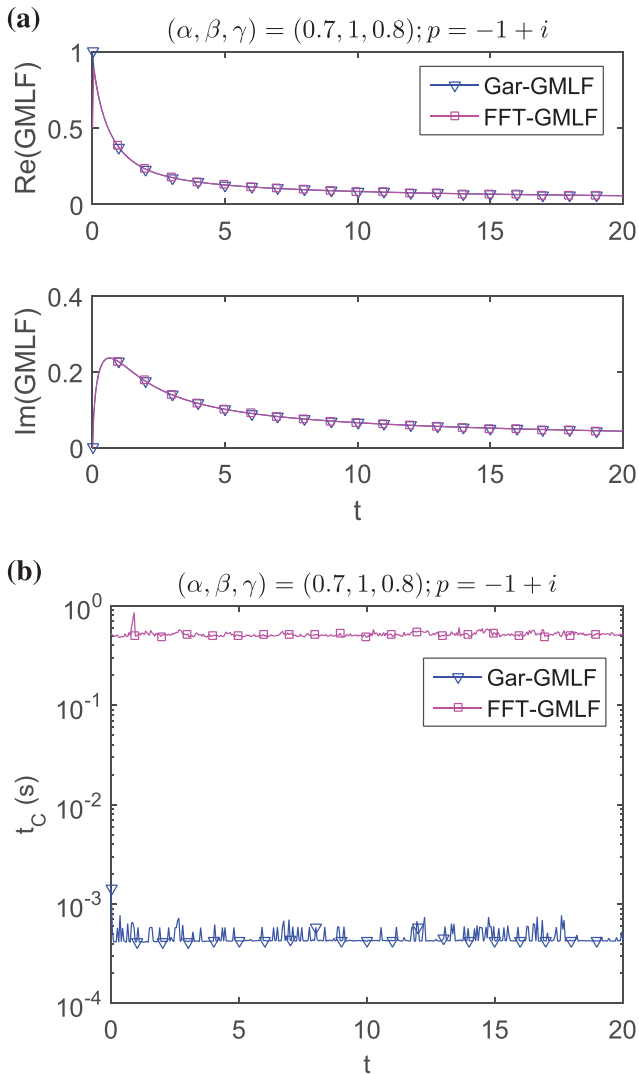 (a)
(α, β, γ) = (0.7, 1, 0.8); p = −1 + i
Re(GMLF)
1
0.5
0
Gar-GMLF
FFT-GMLF
0 5 10 15 20
Im(GMLF)
0.4
0.2
0
0 5 10 15 20
t
(b)
(α, β, γ) = (0.7, 1, 0.8); p = −1 + i
t_C (s)
10^0
10^-1
10^-2
10^-3
10^-4
Gar-GMLF
FFT-GMLF
0 5 10 15 20
t